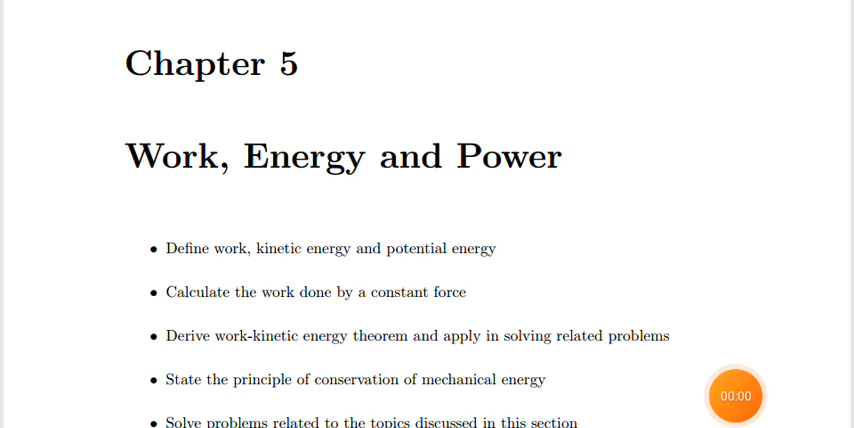 Chapter 5
Work, Energy and Power
• Define work, kinetic energy and potential energy
• Calculate the work done by a constant force
• Derive work-kinetic energy theorem and apply in solving related problems
• State the principle of conservation of mechanical energy
00:00
• Solve problems related to the topics discussed in this section